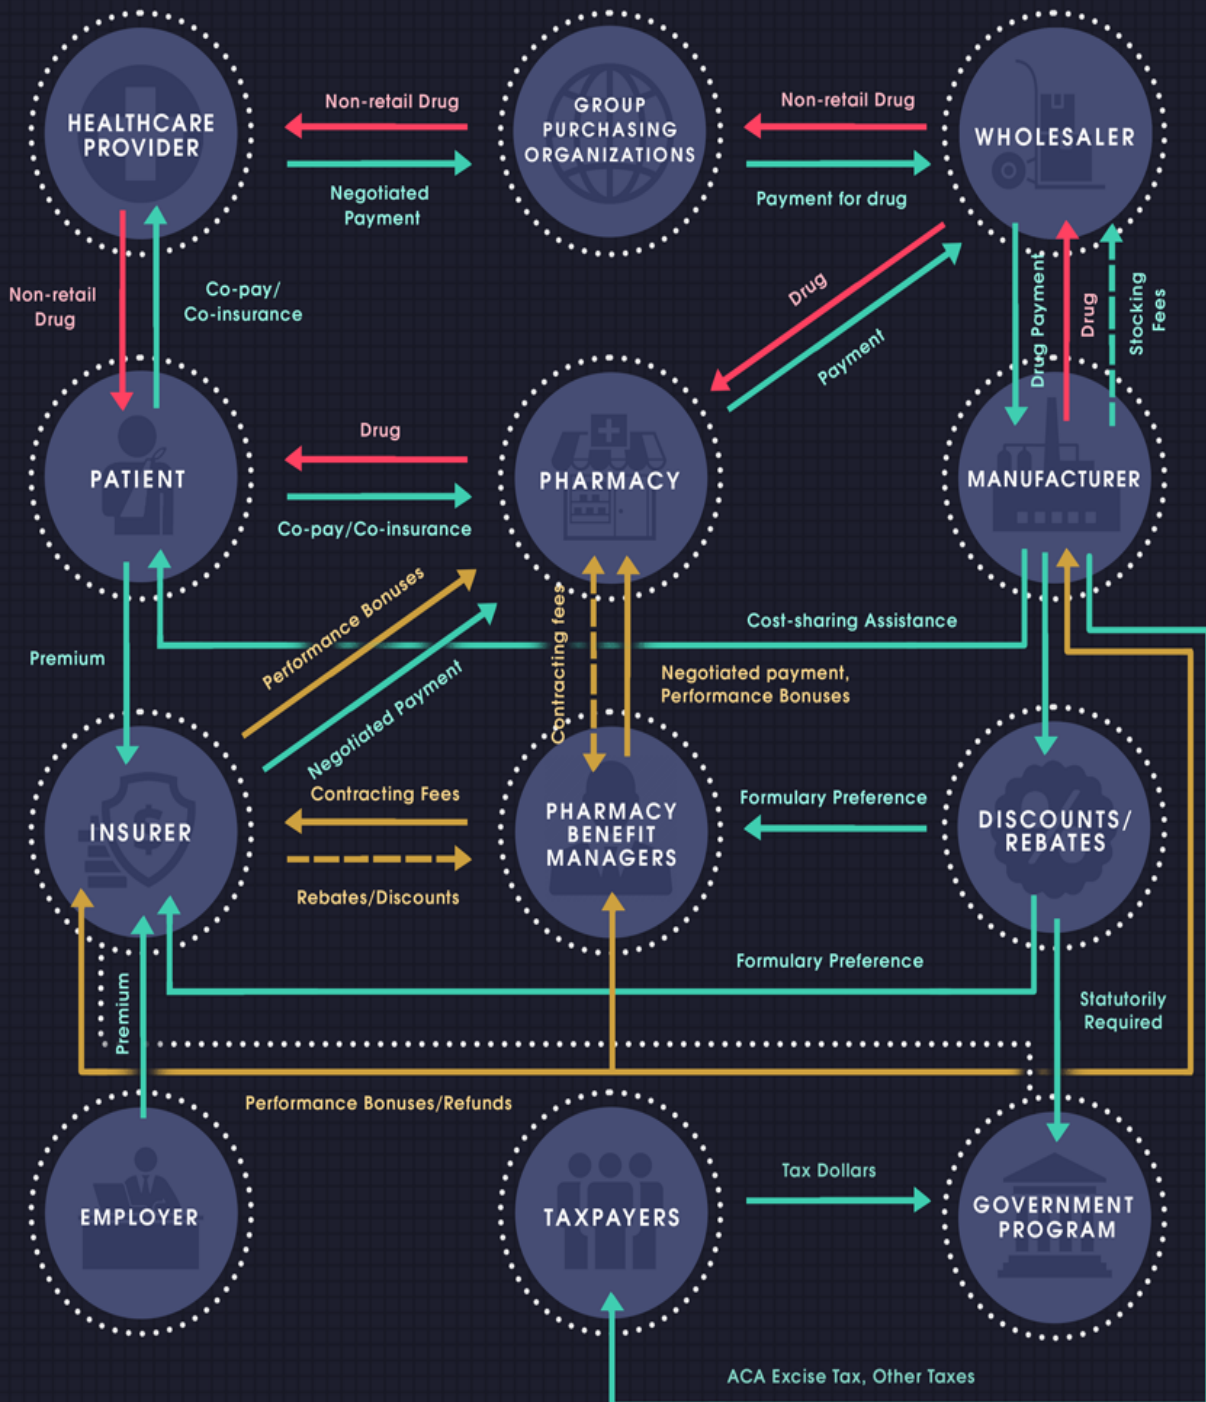 HEALTHCARE
PROVIDER
Non-retail Drug
Negotiated
Payment
GROUP
PURCHASING
ORGANIZATIONS
Non-retail Drug
Payment for drug
WHOLESALER
Non-retail
Drug
Co-pay/
Co-insurance
Drug
Payment
Drug Payment
Drug
Stocking
Fees
PATIENT
Drug
Co-pay/Co-insurance
PHARMACY
MANUFACTURER
Premium
Performance Bonuses
Negotiated Payment
Contracting fees
Cost-sharing Assistance
Negotiated payment,
Performance Bonuses
INSURER
Contracting Fees
Rebates/Discounts
PHARMACY
BENEFIT
MANAGERS
Formulary Preference
DISCOUNTS/
REBATES
Formulary Preference
Premium
Statutorily
Required
Performance Bonuses/Refunds
EMPLOYER
TAXPAYERS
Tax Dollars
GOVERNMENT
PROGRAM
ACA Excise Tax, Other Taxes